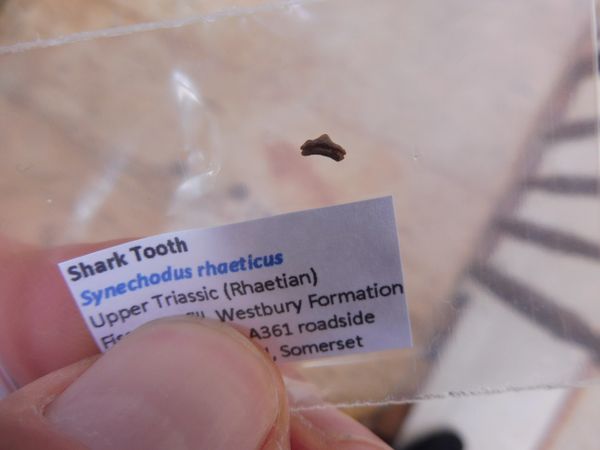 Shark Tooth
Synechodus rhaeticus
Upper Triassic (Rhaetian)
Westbury Formation
A361 roadside
, Somerset